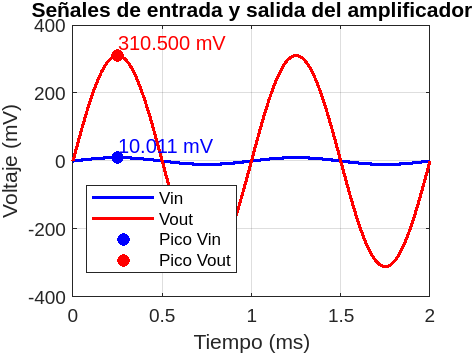 Señales de entrada y salida del amplificador
310.500 mV
10.011 mV
Voltaje (mV)
400
200
0
-200
-400
Vin
Vout
Pico Vin
Pico Vout
0
0.5
1
1.5
2
Tiempo (ms)